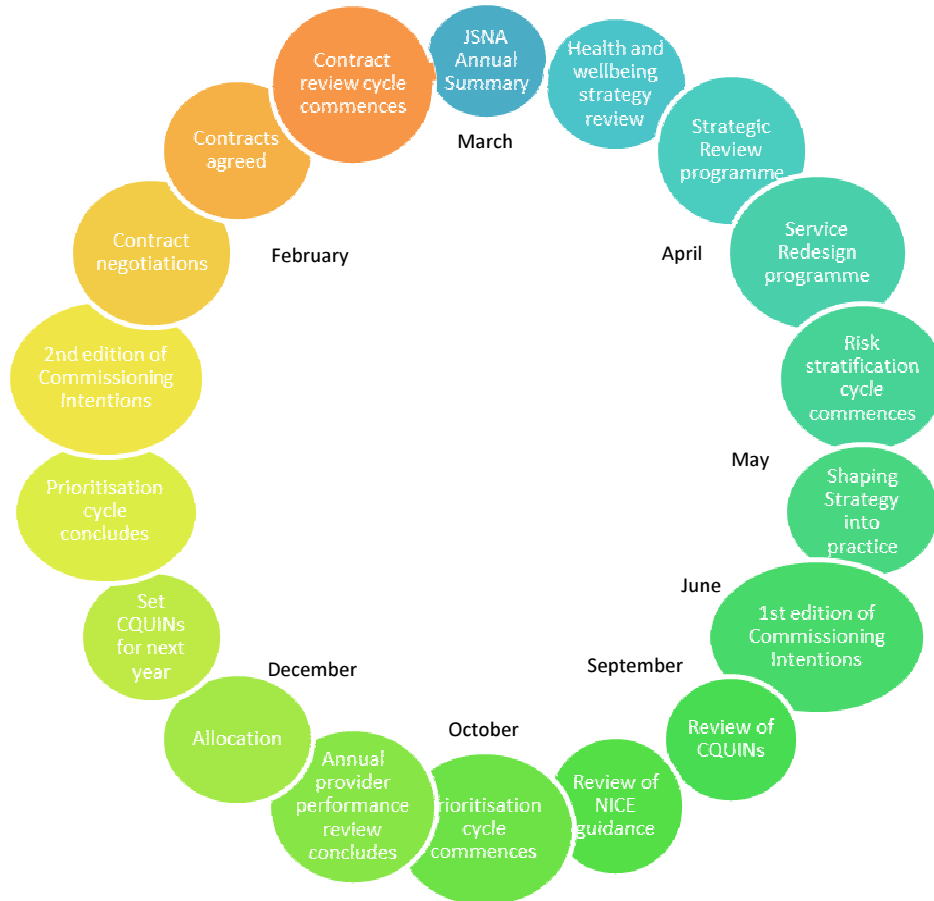 JSNA
Annual
Summary
Health and
wellbeing
strategy
review
Strategic
Review
programme
Service
Redesign
programme
Risk
stratification
cycle
commences
Shaping
Strategy
into
practice
1st edition of
Commissioning
Intentions
Review of
CQUINs
Review of
NICE
guidance
rioritisation
cycle
commences
Annual
provider
performance
review
concludes
Allocation
Set
CQUINs
for next
year
Prioritisation
cycle
concludes
2nd edition of
Commissioning
Intentions
Contract
negotiations
Contracts
agreed
Contract
review cycle
commences
March
April
May
June
September
October
December
February